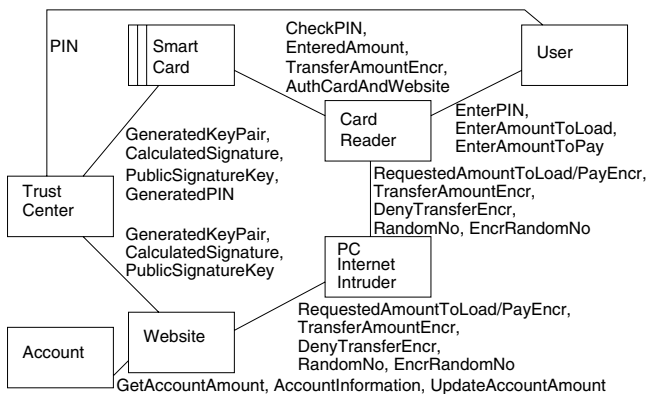 PIN
Smart
Card
CheckPIN,
EnteredAmount,
TransferAmountEncr,
AuthCardAndWebsite
User
Card
Reader
EnterPIN,
EnterAmountToLoad,
EnterAmountToPay
GeneratedKeyPair,
CalculatedSignature,
PublicSignatureKey,
GeneratedPIN
Trust
Center
RequestedAmountToLoad/PayEncr,
TransferAmountEncr,
DenyTransferEncr,
RandomNo, EncrRandomNo
GeneratedKeyPair,
CalculatedSignature,
PublicSignatureKey
PC
Internet
Intruder
Website
RequestedAmountToLoad/PayEncr,
TransferAmountEncr,
DenyTransferEncr,
RandomNo, EncrRandomNo
Account
GetAccountAmount, AccountInformation, UpdateAccountAmount